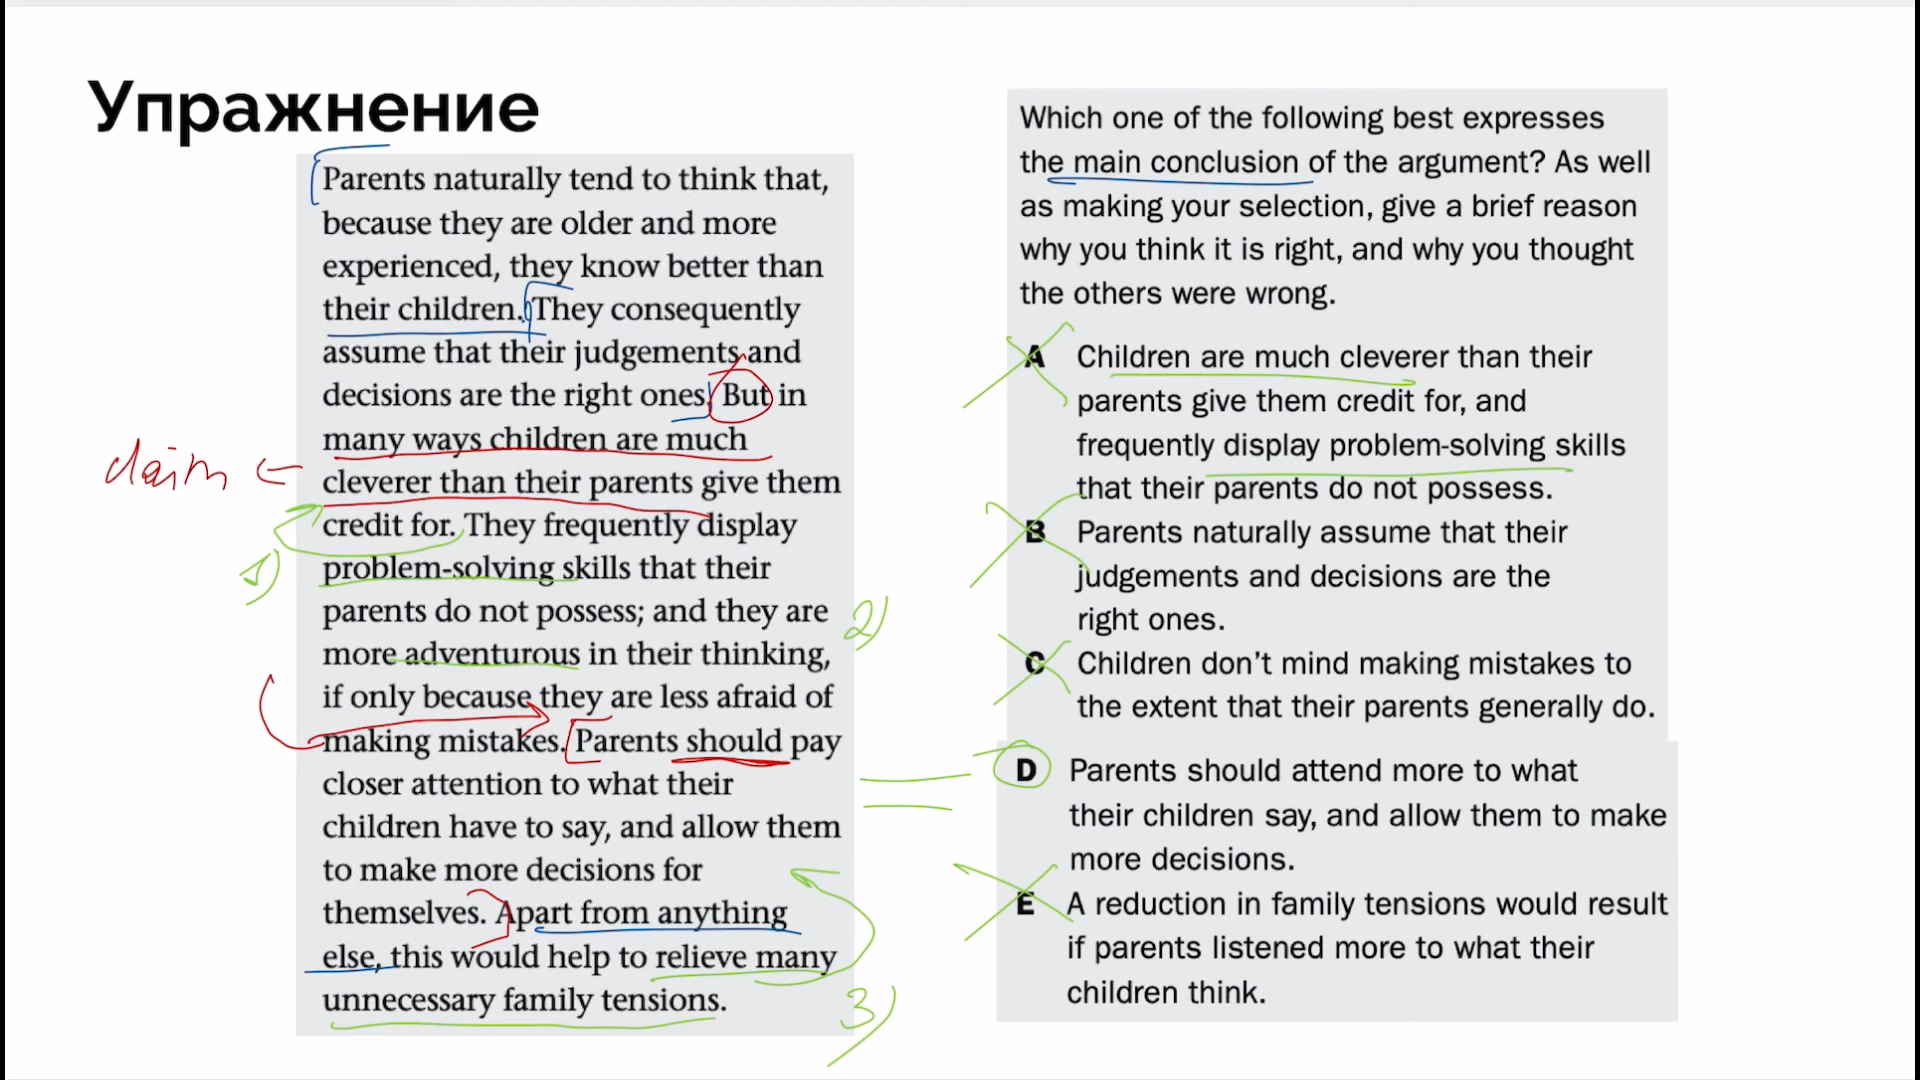 Упражнение
Parents naturally tend to think that,
because they are older and more
experienced, they know better than
their children. They consequently
assume that their judgements and
decisions are the right ones. But in
many ways children are much
claim
cleverer than their parents give them
credit for. They frequently display
1)
problem-solving skills that their
parents do not possess; and they are
2)
more adventurous in their thinking,
if only because they are less afraid of
making mistakes. Parents should pay
closer attention to what their
children have to say, and allow them
to make more decisions for
themselves. Apart from anything
else, this would help to relieve many
unnecessary family tensions.
3)
Which one of the following best expresses
the main conclusion of the argument? As well
as making your selection, give a brief reason
why you think it is right, and why you thought
the others were wrong.
A Children are much cleverer than their
parents give them credit for, and
frequently display problem-solving skills
that their parents do not possess.
B Parents naturally assume that their
judgements and decisions are the
right ones.
C Children don't mind making mistakes to
the extent that their parents generally do.
D Parents should attend more to what
their children say, and allow them to make
more decisions.
E A reduction in family tensions would result
if parents listened more to what their
children think.